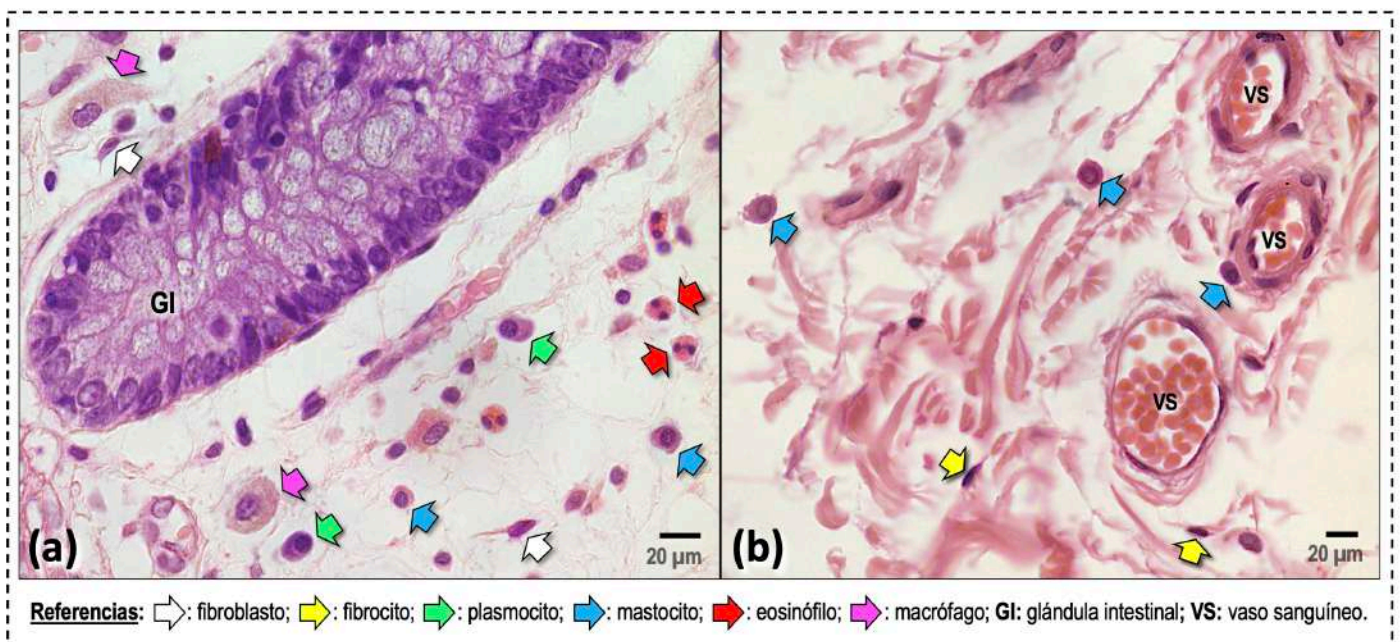 VS
VS
GI
VS
(a)
20 µm
(b)
20 µm
Referencias: : fibroblasto; : fibrocito; : plasmocito; : mastocito; : eosinófilo; : macrófago; GI: glándula intestinal; VS: vaso sanguíneo.